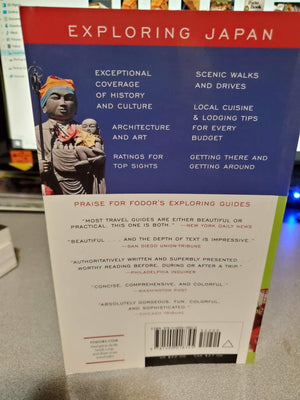 EXPLORING JAPAN
EXCEPTIONAL
COVERAGE
OF HISTORY
AND CULTURE
ARCHITECTURE
AND ART
RATINGS FOR
TOP SIGHTS
SCENIC WALKS
AND DRIVES
LOCAL CUISINE
& LODGING TIPS
FOR EVERY
BUDGET
GETTING THERE AND
GETTING AROUND
PRAISE FOR FODOR'S EXPLORING GUIDES
"MOST TRAVEL GUIDES ARE EITHER BEAUTIFUL OR
PRACTICAL. THIS ONE IS BOTH." —NEW YORK DAILY NEWS
"BEAUTIFUL . . . AND THE DEPTH OF TEXT IS IMPRESSIVE."
—SAN DIEGO UNION-TRIBUNE
"AUTHORITATIVELY WRITTEN AND SUPERBLY PRESENTED. . .
WORTHY READING BEFORE, DURING OR AFTER A TRIP."
—PHILADELPHIA INQUIRER
"CONCISE, COMPREHENSIVE, AND COLORFUL."
—WASHINGTON POST
"ABSOLUTELY GORGEOUS. FUN, COLORFUL,
AND SOPHISTICATED."
—CHICAGO TRIBUNE